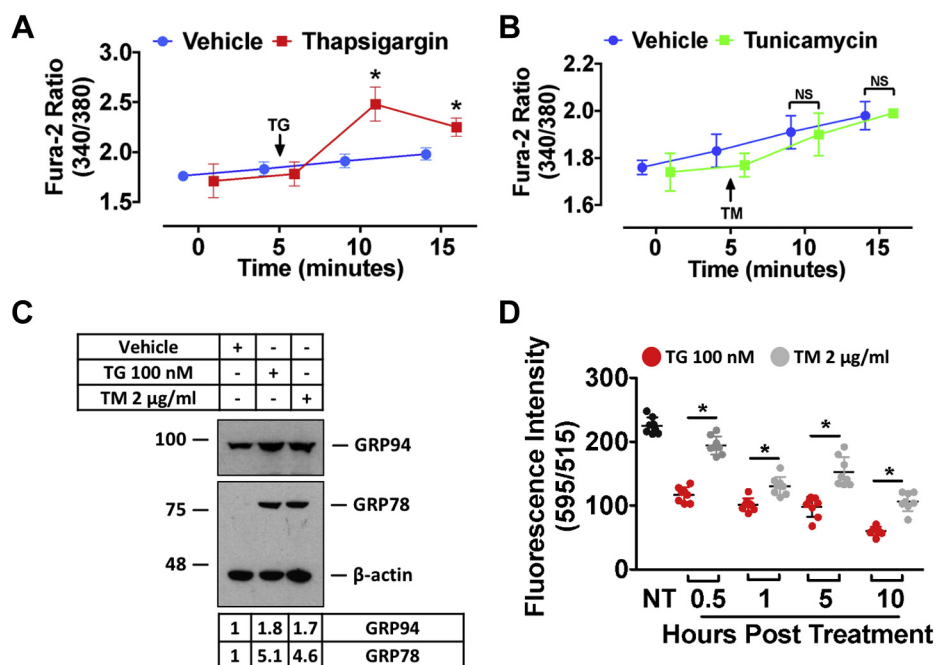 A
Vehicle Thapsigargin
Fura-2 Ratio
(340/380)
3.0
2.5
2.0
1.5
1.0
TG
*
*
0 5 10 15
Time (minutes)
B
Vehicle Tunicamycin
Fura-2 Ratio
(340/380)
2.2
2.0
1.8
1.6
TM
NS
NS
0 5 10 15
Time (minutes)
C
Vehicle + - -
TG 100 nM - + -
TM 2 µg/ml - - +
100 — — GRP94
75 — — GRP78
48 — — β-actin
1 1.8 1.7 GRP94
1 5.1 4.6 GRP78
D
TG 100 nM TM 2 µg/ml
Fluorescence Intensity
(595/515)
300
200
100
0
* * * *
NT 0.5 1 5 10
Hours Post Treatment